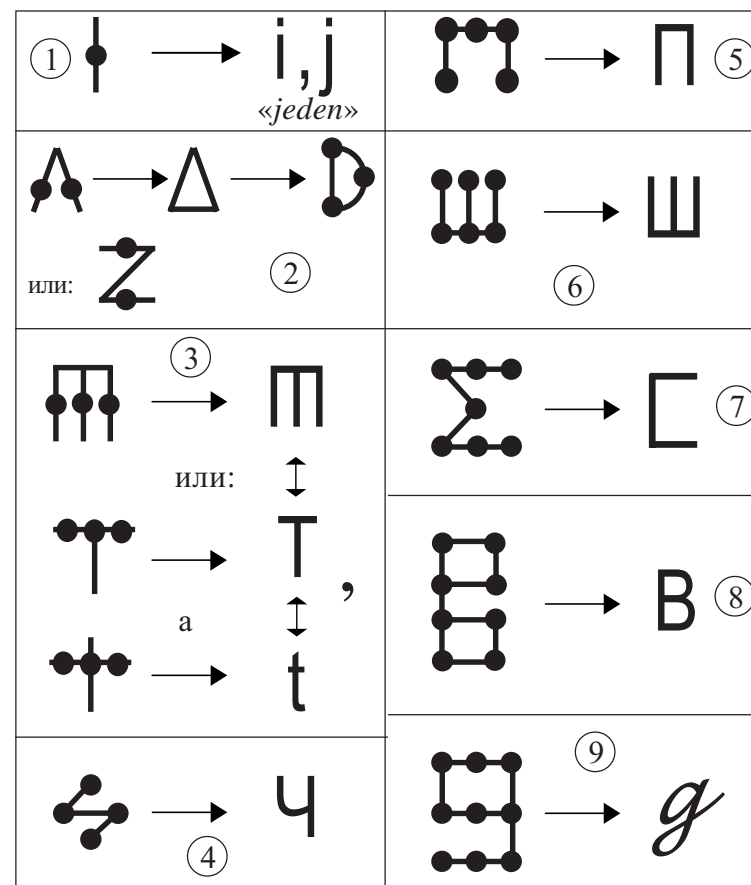 1 i, j
«jeden»
2
или:
3 Ш
или:
Т ,
а
t
4 Ч
П 5
Ш
6
С 7
В 8
9 g